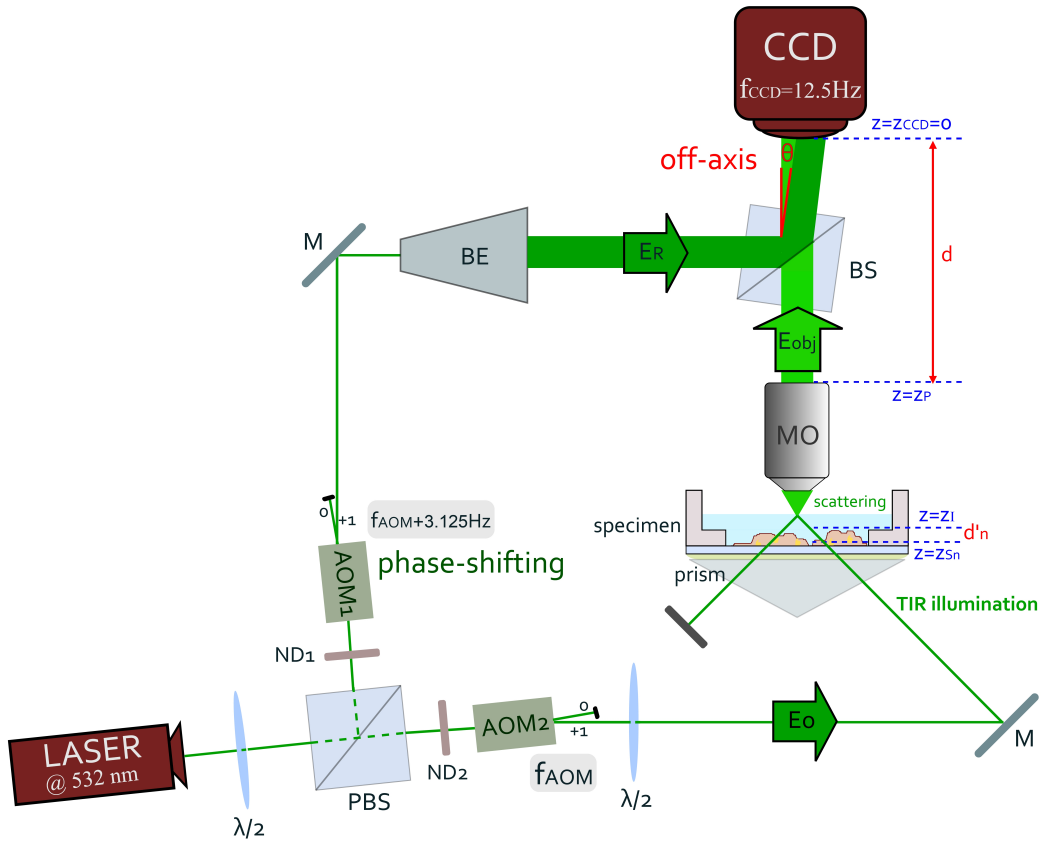 CCD
fCCD=12.5Hz
z=zCCD=0
off-axis
θ
M
BE
ER
BS
d
Eobj
z=zP
MO
scattering
specimen
z=zI
d'n
z=zSn
prism
0
+1
fAOM+3.125Hz
AOM1
phase-shifting
TIR illumination
ND1
LASER
@ 532 nm
λ/2
PBS
ND2
AOM2
0
+1
fAOM
λ/2
E0
M